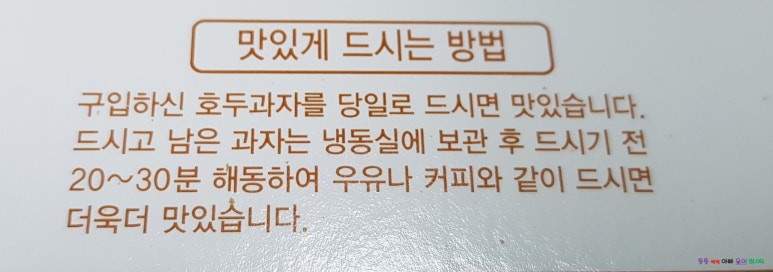 맛있게 드시는 방법
구입하신 호두과자를 당일로 드시면 맛있습니다.
드시고 남은 과자는 냉동실에 보관 후 드시기 전
20~30분 해동하여 우유나 커피와 같이 드시면
더욱더 맛있습니다.